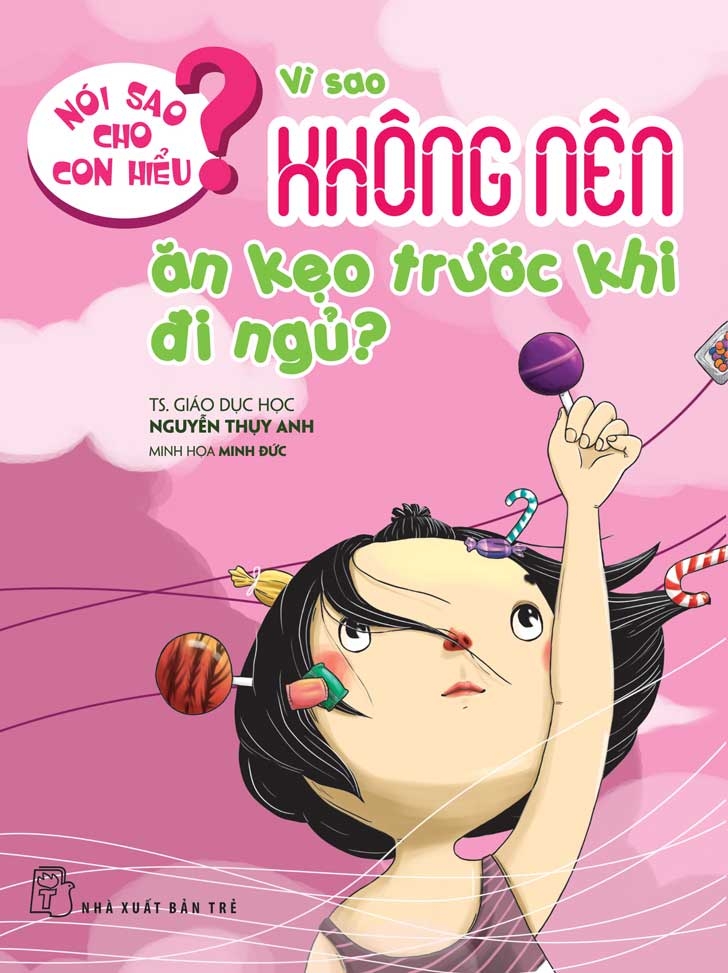 NÓI SAO
CHO
CON HIỂU
?
Vì sao
KHÔNG NÊN
ăn kẹo trước khi
đi ngủ?
TS. GIÁO DỤC HỌC
NGUYỄN THỤY ANH
MINH HỌA MINH ĐỨC
T
NHÀ XUẤT BẢN TRẺ